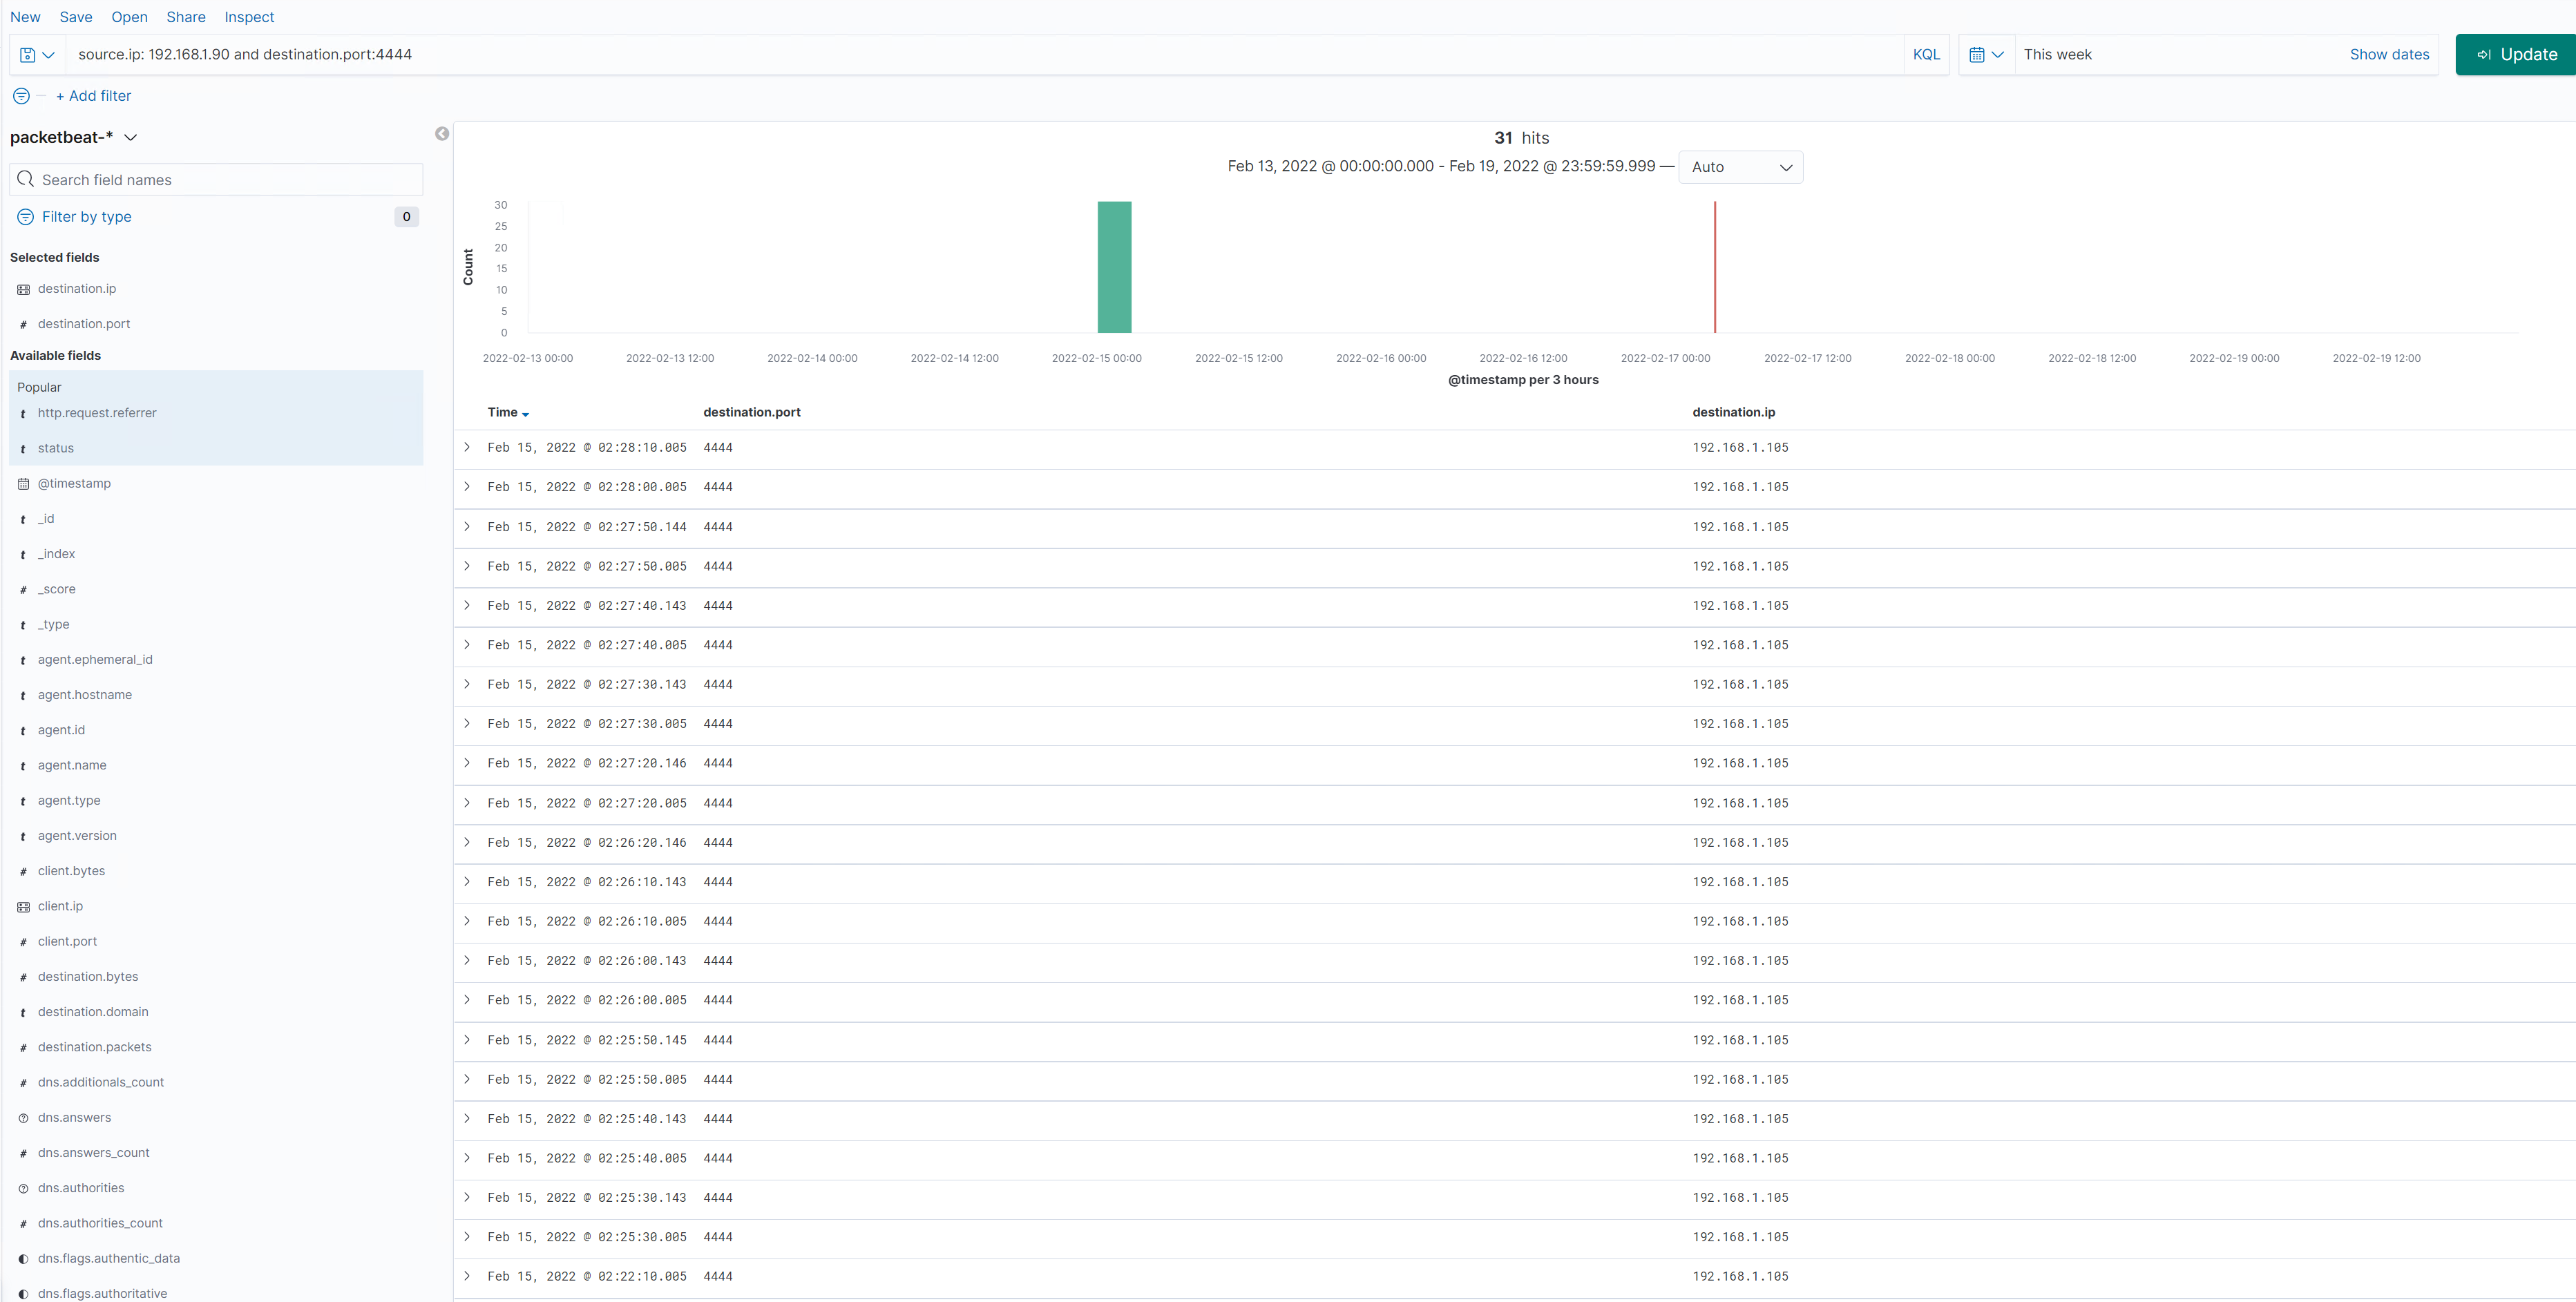 New Save Open Share Inspect
source.ip: 192.168.1.90 and destination.port:4444 KQL This week Show dates Update
+ Add filter
packetbeat-*
Search field names
Filter by type 0
Selected fields
destination.ip
# destination.port
Available fields
Popular
t http.request.referrer
t status
@timestamp
t _id
t _index
# _score
t _type
t agent.ephemeral_id
t agent.hostname
t agent.id
t agent.name
t agent.type
t agent.version
# client.bytes
client.ip
# client.port
# destination.bytes
t destination.domain
# destination.packets
# dns.additionals_count
dns.answers
# dns.answers_count
dns.authorities
# dns.authorities_count
dns.flags.authentic_data
dns.flags.authoritative
31 hits
Feb 13, 2022 @ 00:00:00.000 - Feb 19, 2022 @ 23:59:59.999 — Auto
Count
30
25
20
15
10
5
0
2022-02-13 00:00 2022-02-13 12:00 2022-02-14 00:00 2022-02-14 12:00 2022-02-15 00:00 2022-02-15 12:00 2022-02-16 00:00 2022-02-16 12:00 2022-02-17 00:00 2022-02-17 12:00 2022-02-18 00:00 2022-02-18 12:00 2022-02-19 00:00 2022-02-19 12:00
@timestamp per 3 hours
Time destination.port destination.ip
Feb 15, 2022 @ 02:28:10.005 4444 192.168.1.105
Feb 15, 2022 @ 02:28:00.005 4444 192.168.1.105
Feb 15, 2022 @ 02:27:50.144 4444 192.168.1.105
Feb 15, 2022 @ 02:27:50.005 4444 192.168.1.105
Feb 15, 2022 @ 02:27:40.143 4444 192.168.1.105
Feb 15, 2022 @ 02:27:40.005 4444 192.168.1.105
Feb 15, 2022 @ 02:27:30.143 4444 192.168.1.105
Feb 15, 2022 @ 02:27:30.005 4444 192.168.1.105
Feb 15, 2022 @ 02:27:20.146 4444 192.168.1.105
Feb 15, 2022 @ 02:27:20.005 4444 192.168.1.105
Feb 15, 2022 @ 02:26:20.146 4444 192.168.1.105
Feb 15, 2022 @ 02:26:10.143 4444 192.168.1.105
Feb 15, 2022 @ 02:26:10.005 4444 192.168.1.105
Feb 15, 2022 @ 02:26:00.143 4444 192.168.1.105
Feb 15, 2022 @ 02:26:00.005 4444 192.168.1.105
Feb 15, 2022 @ 02:25:50.145 4444 192.168.1.105
Feb 15, 2022 @ 02:25:50.005 4444 192.168.1.105
Feb 15, 2022 @ 02:25:40.143 4444 192.168.1.105
Feb 15, 2022 @ 02:25:40.005 4444 192.168.1.105
Feb 15, 2022 @ 02:25:30.143 4444 192.168.1.105
Feb 15, 2022 @ 02:25:30.005 4444 192.168.1.105
Feb 15, 2022 @ 02:22:10.005 4444 192.168.1.105